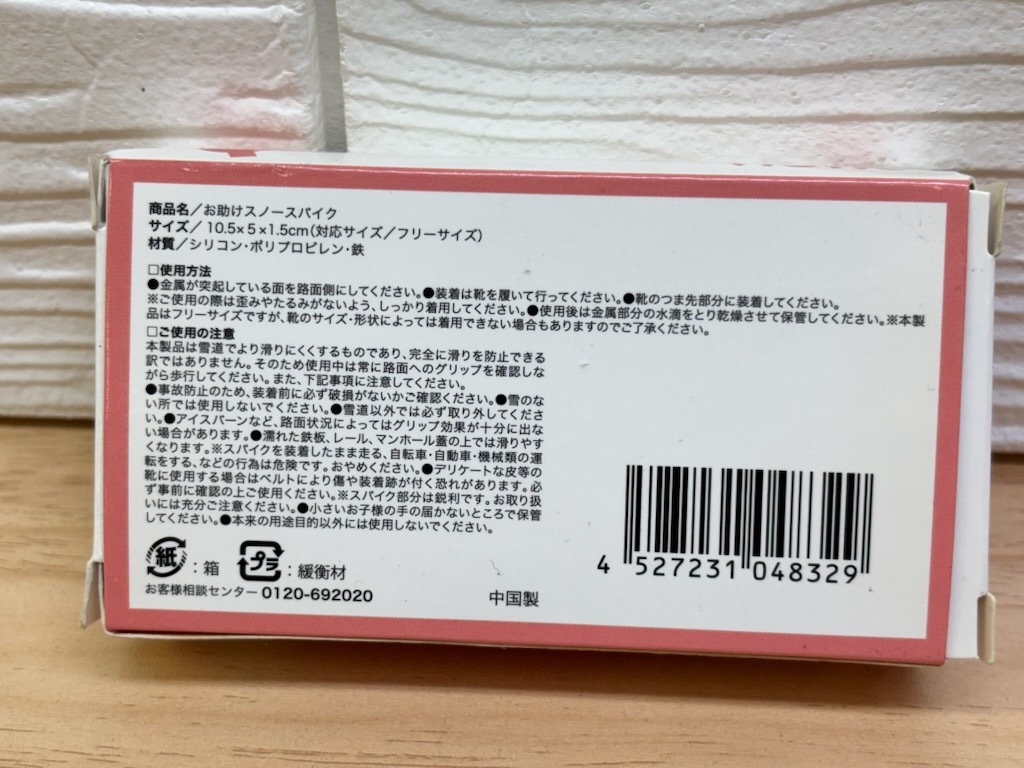 商品名／お助けスノースパイク
サイズ／10.5×5×1.5cm(対応サイズ／フリーサイズ)
材質／シリコン・ポリプロピレン・鉄
□使用方法
●金属が突起している面を路面側にしてください。●装着は靴を履いて行ってください。●靴のつま先部分に装着してください。
※ご使用の際は歪みやたるみがないよう、しっかり着用してください。●使用後は金属部分の水滴をとり乾燥させて保管してください。※本製
品はフリーサイズですが、靴のサイズ・形状によっては着用できない場合もありますのでご了承ください。
□ご使用の注意
本製品は雪道でより滑りにくくするものであり、完全に滑りを防止できる
訳ではありません。そのため使用中は常に路面へのグリップを確認しな
がら歩行してください。また、下記事項に注意してください。
●事故防止のため、装着前に必ず破損がないかご確認ください。●雪のな
い所では使用しないでください。●雪道以外では必ず取り外してくださ
い。●アイスバーンなど、路面状況によってはグリップ効果が十分に出な
い場合があります。●濡れた鉄板、レール、マンホール蓋の上では滑りやす
くなります。※スパイクを装着したまま走る、自転車・自動車・機械類の運
転をする、などの行為は危険です。おやめください。●デリケートな皮等の
靴に使用する場合はベルトにより傷や装着跡が付く恐れがあります。必
ず事前に確認の上ご使用ください。※スパイク部分は鋭利です。お取り扱
いには充分ご注意ください。●小さいお子様の手の届かないところで保管
してください。●本来の用途目的以外には使用しないでください。
紙：箱 プラ：緩衝材
お客様相談センター 0120-692020 中国製
4 527231 048329